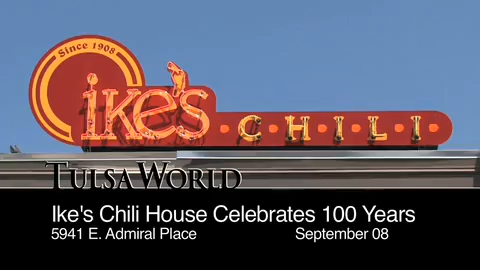 Since 1908
ike's CHILI
TULSA WORLD
Ike's Chili House Celebrates 100 Years
5941 E. Admiral Place September 08